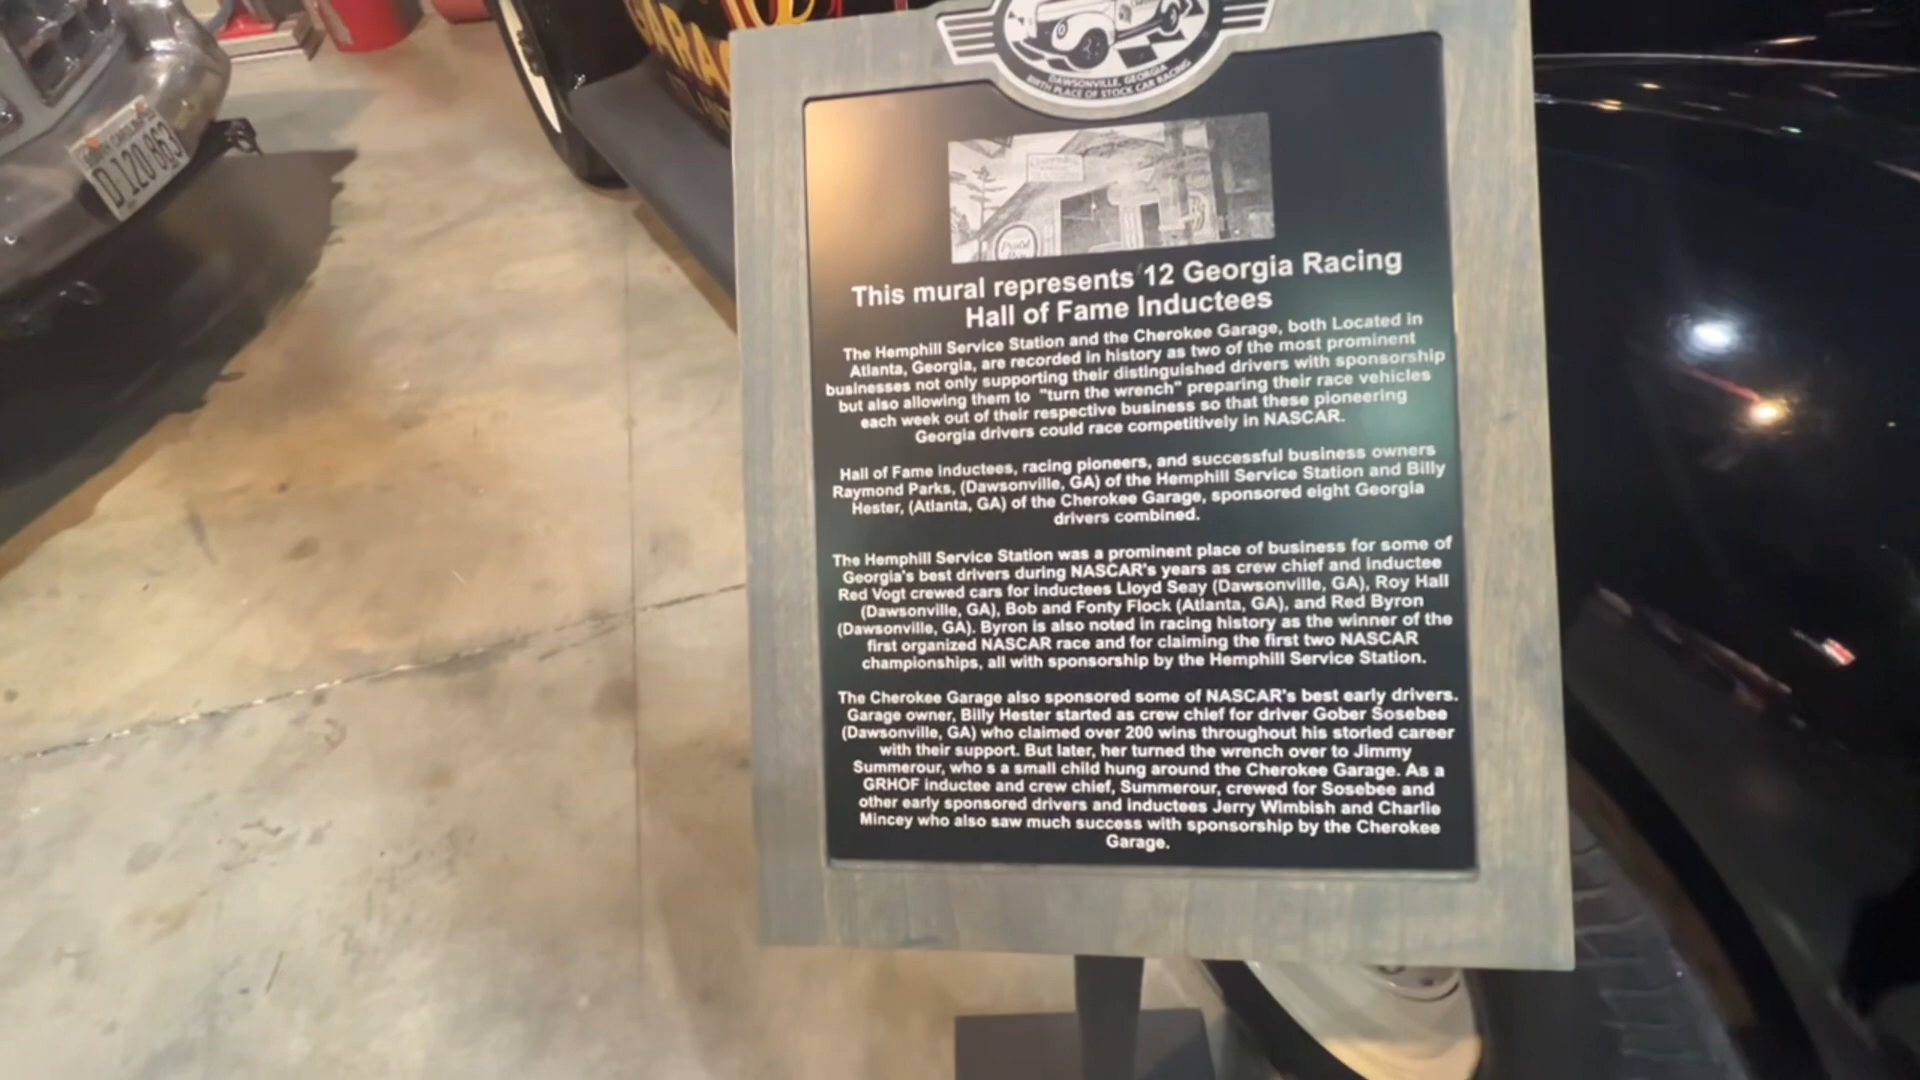 GARAG
D 120 863
DAWSONVILLE, GEORGIA
BIRTH PLACE OF STOCK CAR RACING
This mural represents 12 Georgia Racing
Hall of Fame Inductees
The Hemphill Service Station and the Cherokee Garage, both Located in
Atlanta, Georgia, are recorded in history as two of the most prominent
businesses not only supporting their distinguished drivers with sponsorship
but also allowing them to "turn the wrench" preparing their race vehicles
each week out of their respective business so that these pioneering
Georgia drivers could race competitively in NASCAR.
Hall of Fame inductees, racing pioneers, and successful business owners
Raymond Parks, (Dawsonville, GA) of the Hemphill Service Station and Billy
Hester, (Atlanta, GA) of the Cherokee Garage, sponsored eight Georgia
drivers combined.
The Hemphill Service Station was a prominent place of business for some of
Georgia's best drivers during NASCAR's years as crew chief and inductee
Red Vogt crewed cars for inductees Lloyd Seay (Dawsonville, GA), Roy Hall
(Dawsonville, GA), Bob and Fonty Flock (Atlanta, GA), and Red Byron
(Dawsonville, GA). Byron is also noted in racing history as the winner of the
first organized NASCAR race and for claiming the first two NASCAR
championships, all with sponsorship by the Hemphill Service Station.
The Cherokee Garage also sponsored some of NASCAR's best early drivers.
Garage owner, Billy Hester started as crew chief for driver Gober Sosebee
(Dawsonville, GA) who claimed over 200 wins throughout his storied career
with their support. But later, her turned the wrench over to Jimmy
Summerour, who s a small child hung around the Cherokee Garage. As a
GRHOF inductee and crew chief, Summerour, crewed for Sosebee and
other early sponsored drivers and inductees Jerry Wimbish and Charlie
Mincey who also saw much success with sponsorship by the Cherokee
Garage.